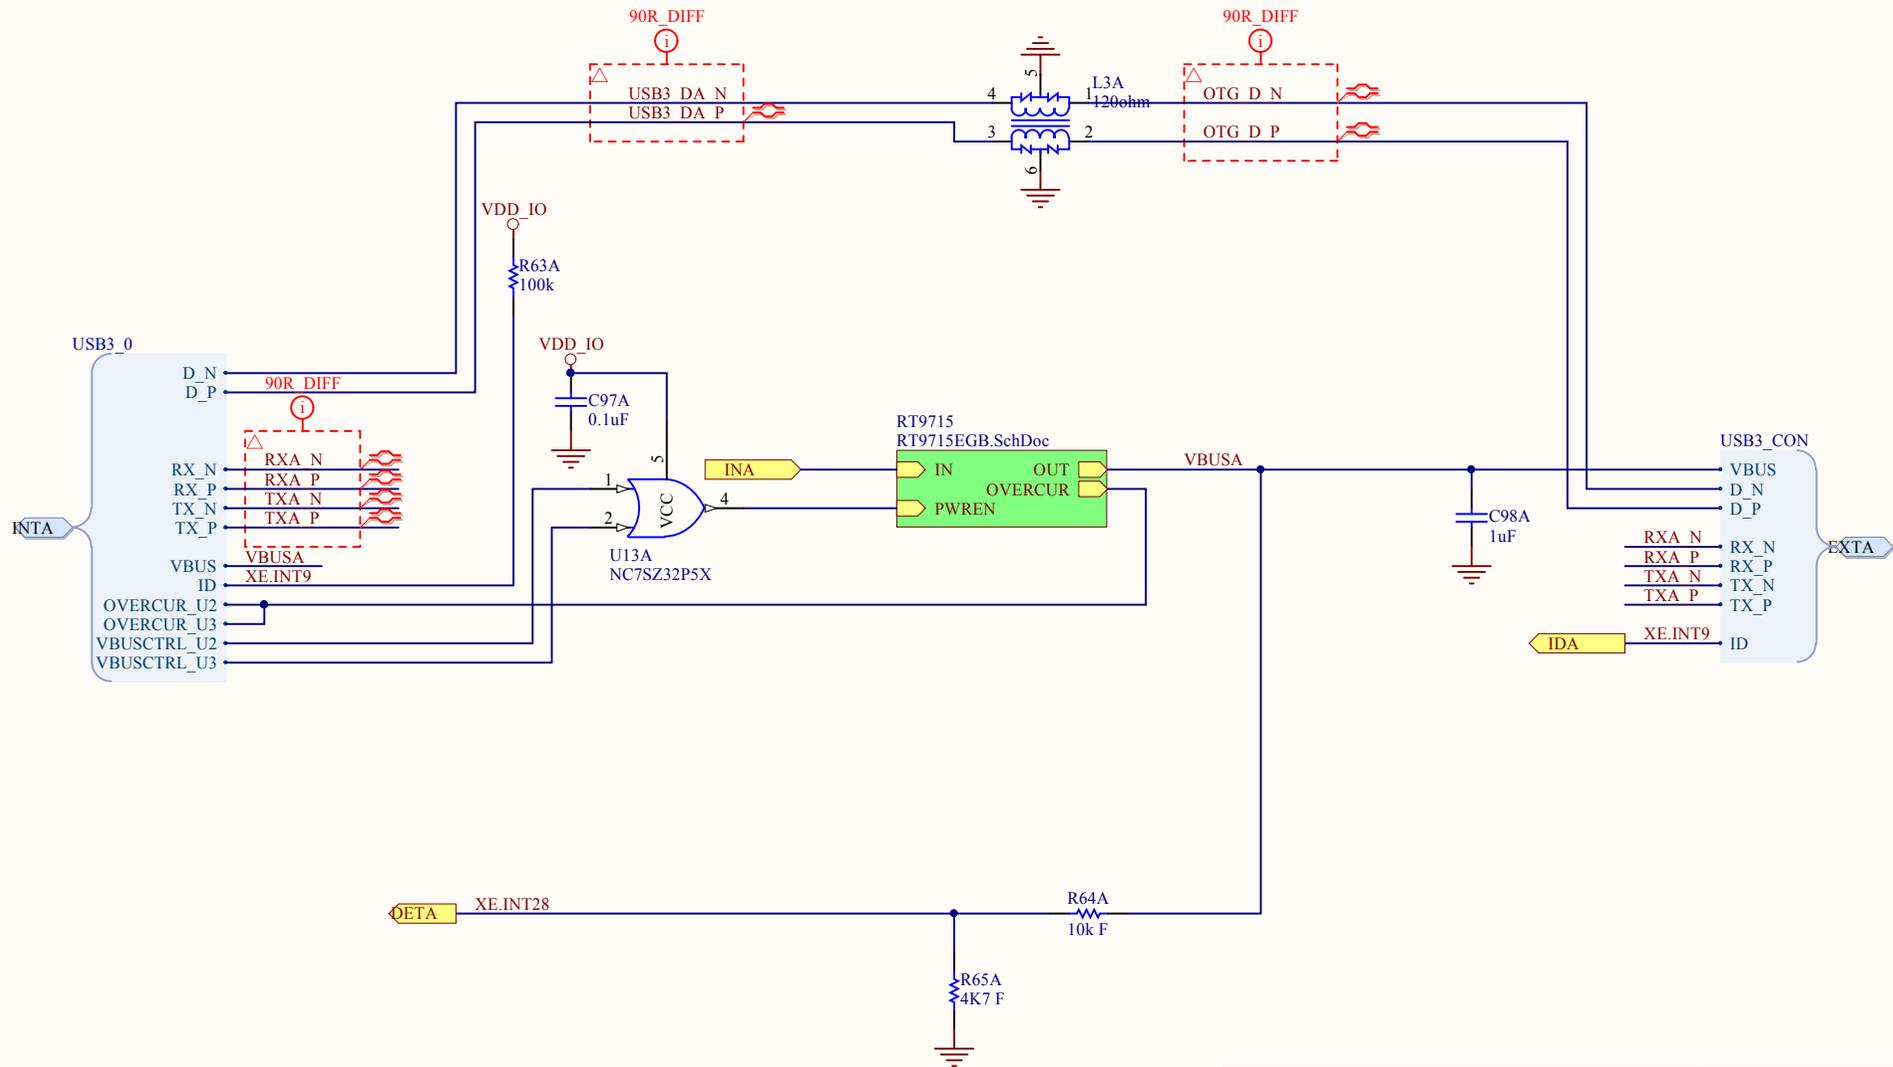 90R_DIFF
90R_DIFF
i
i
5
L3A
120ohm
USB3_DA_N
USB3_DA_P
4
1
3
2
6
OTG_D_N
OTG_D_P
VDD_IO
R63A
100k
VDD_IO
C97A
0.1uF
USB3_0
D_N
D_P
90R_DIFF
i
RX_N
RXA_N
RX_P
RXA_P
TX_N
TXA_N
TX_P
TXA_P
INTA
VBUS
VBUSA
ID
XE.INT9
OVERCUR_U2
OVERCUR_U3
VBUSCTRL_U2
VBUSCTRL_U3
5
1
2
VCC
4
U13A
NC7SZ32P5X
INA
RT9715
RT9715EGB.SchDoc
IN
OUT
OVERCUR
PWREN
VBUSA
C98A
1uF
USB3_CON
VBUS
D_N
D_P
RXA_N
RX_N
RXA_P
RX_P
TXA_N
TX_N
TXA_P
TX_P
EXTA
IDA
XE.INT9
ID
DETA
XE.INT28
R64A
10k F
R65A
4K7 F